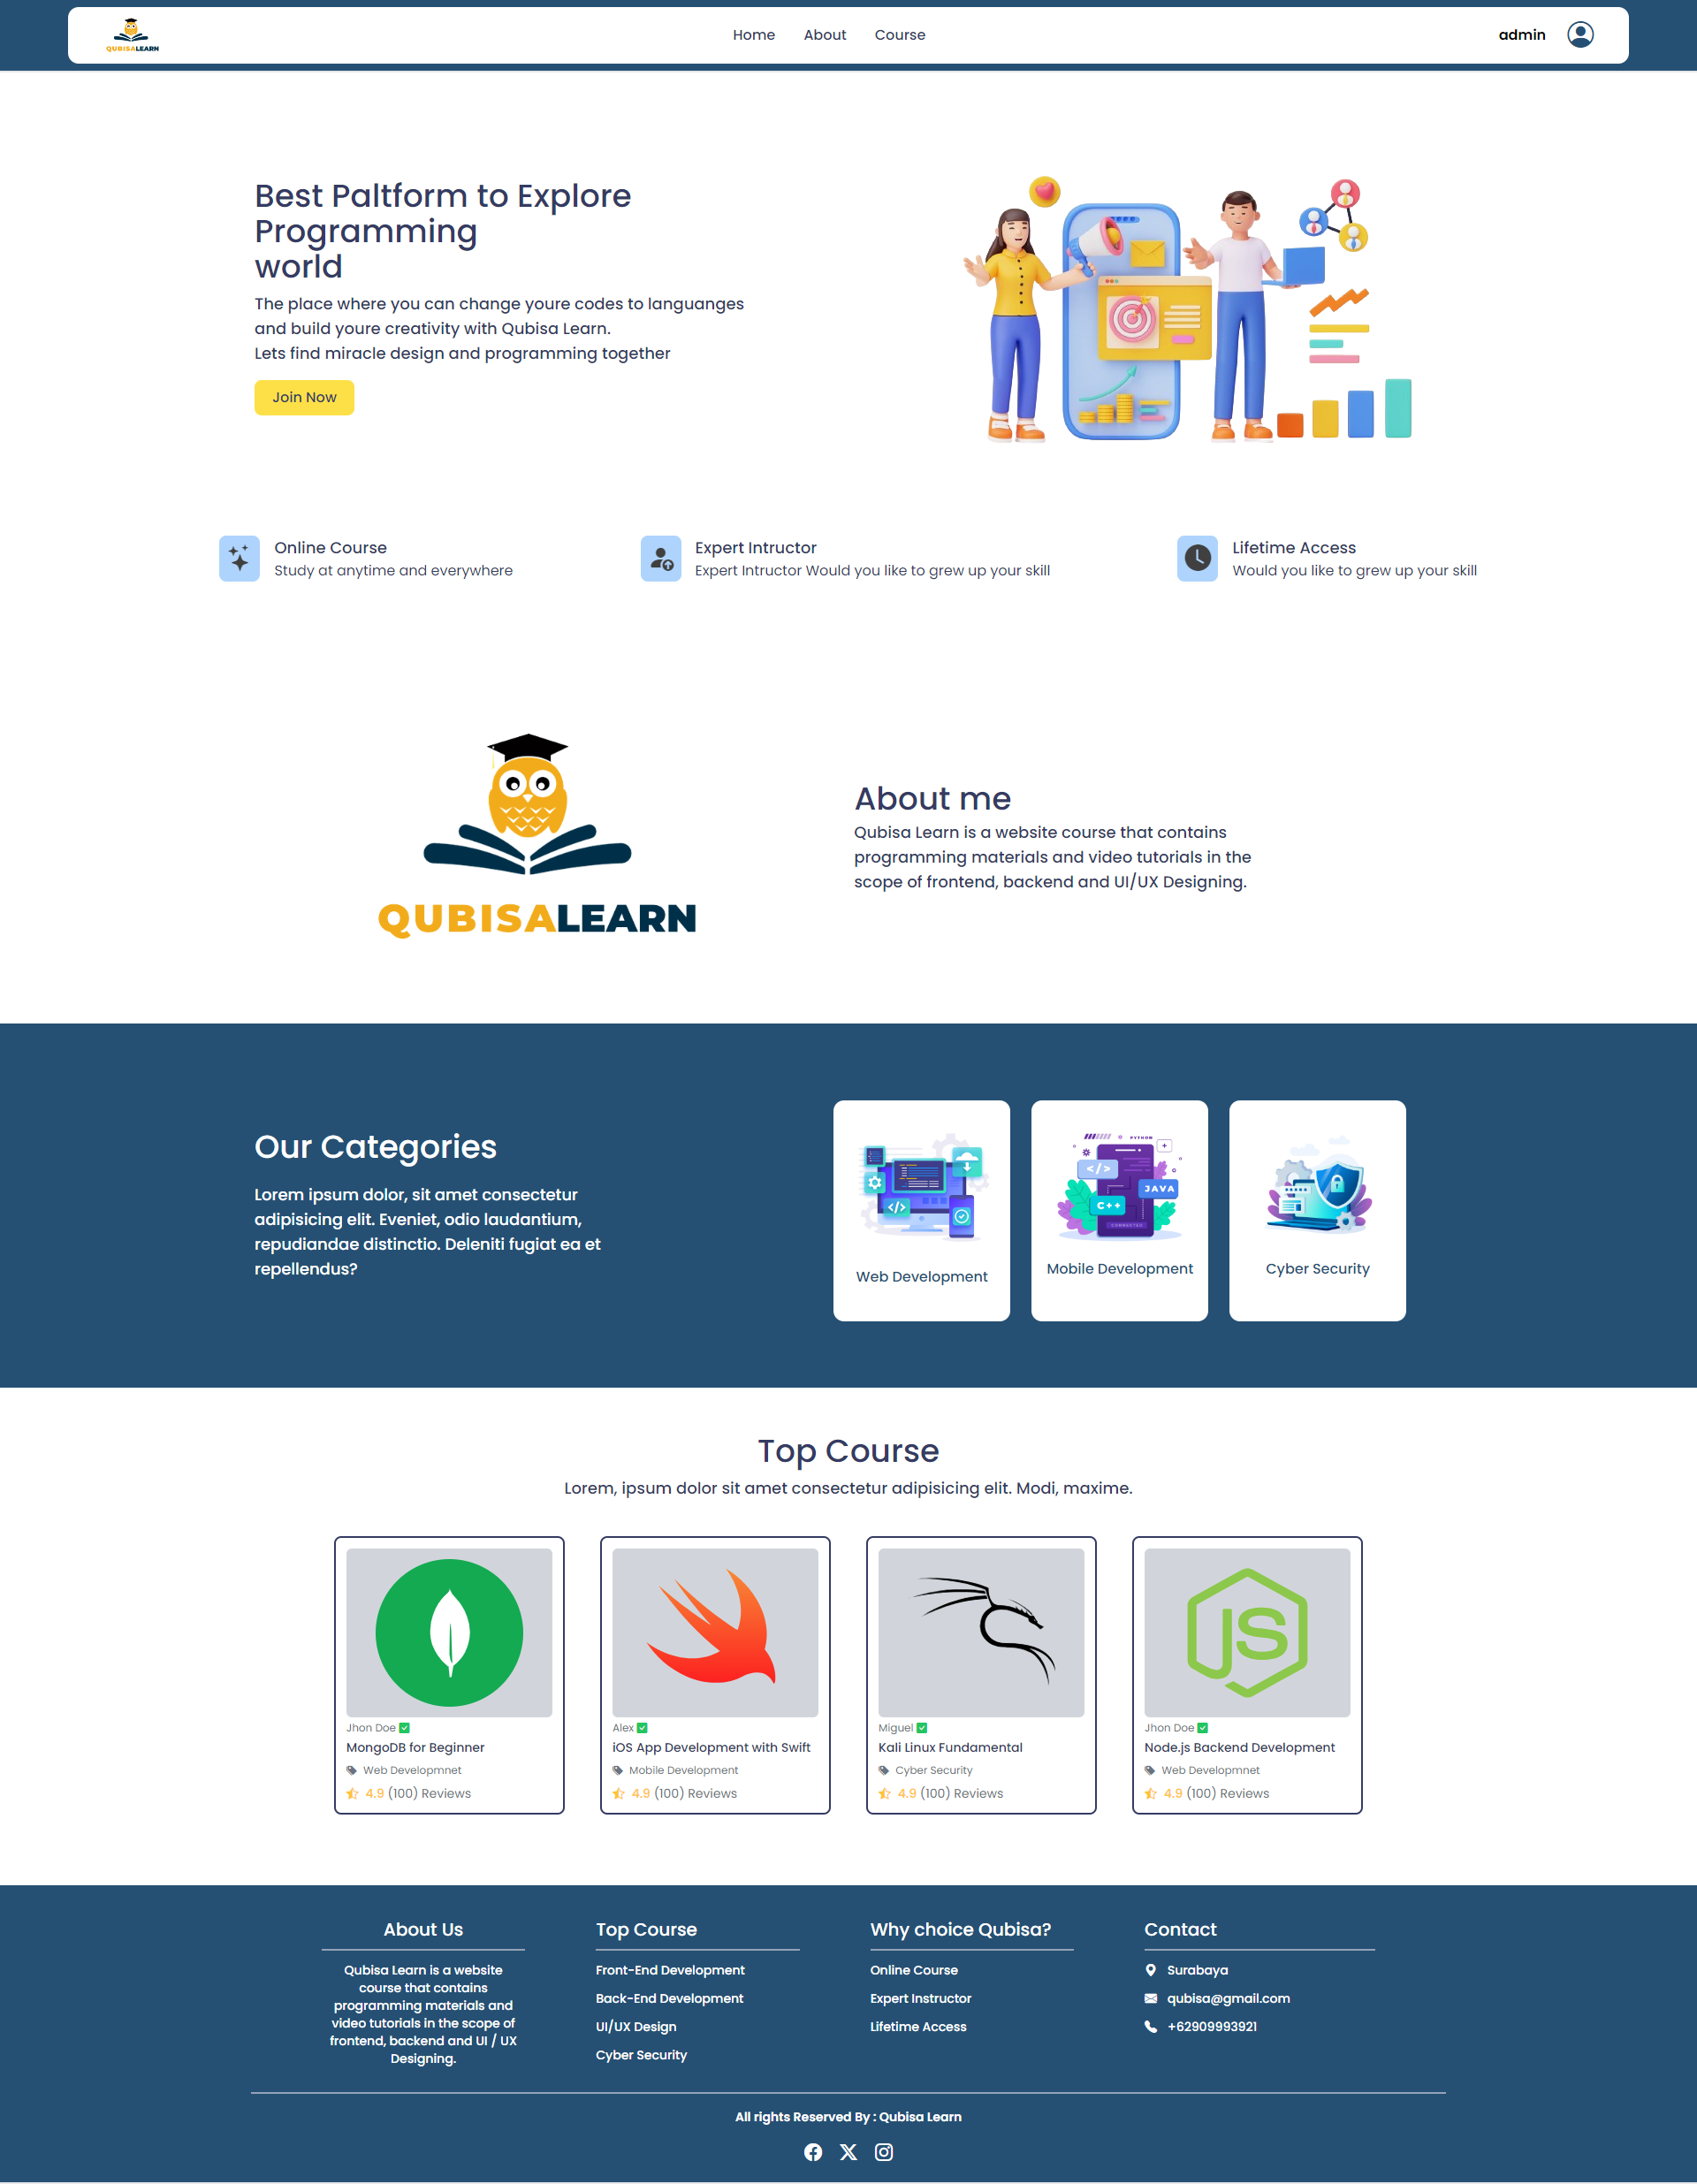 QUBISALEARN
Home
About
Course
admin
Best Paltform to Explore
Programming
world
The place where you can change youre codes to languanges
and build youre creativity with Qubisa Learn.
Lets find miracle design and programming together
Join Now
Online Course
Study at anytime and everywhere
Expert Intructor
Expert Intructor Would you like to grew up your skill
Lifetime Access
Would you like to grew up your skill
QUBISALEARN
About me
Qubisa Learn is a website course that contains
programming materials and video tutorials in the
scope of frontend, backend and UI/UX Designing.
Our Categories
Lorem ipsum dolor, sit amet consectetur
adipisicing elit. Eveniet, odio laudantium,
repudiandae distinctio. Deleniti fugiat ea et
repellendus?
</>
Web Development
PYTHON
</>
JAVA
C++
CONNECTED
Mobile Development
Cyber Security
Top Course
Lorem, ipsum dolor sit amet consectetur adipisicing elit. Modi, maxime.
Jhon Doe
MongoDB for Beginner
Web Developmnet
4.9 (100) Reviews
Alex
iOS App Development with Swift
Mobile Development
4.9 (100) Reviews
Miguel
Kali Linux Fundamental
Cyber Security
4.9 (100) Reviews
JS
Jhon Doe
Node.js Backend Development
Web Developmnet
4.9 (100) Reviews
About Us
Qubisa Learn is a website
course that contains
programming materials and
video tutorials in the scope of
frontend, backend and UI / UX
Designing.
Top Course
Front-End Development
Back-End Development
UI/UX Design
Cyber Security
Why choice Qubisa?
Online Course
Expert Instructor
Lifetime Access
Contact
Surabaya
qubisa@gmail.com
+62909993921
All rights Reserved By : Qubisa Learn